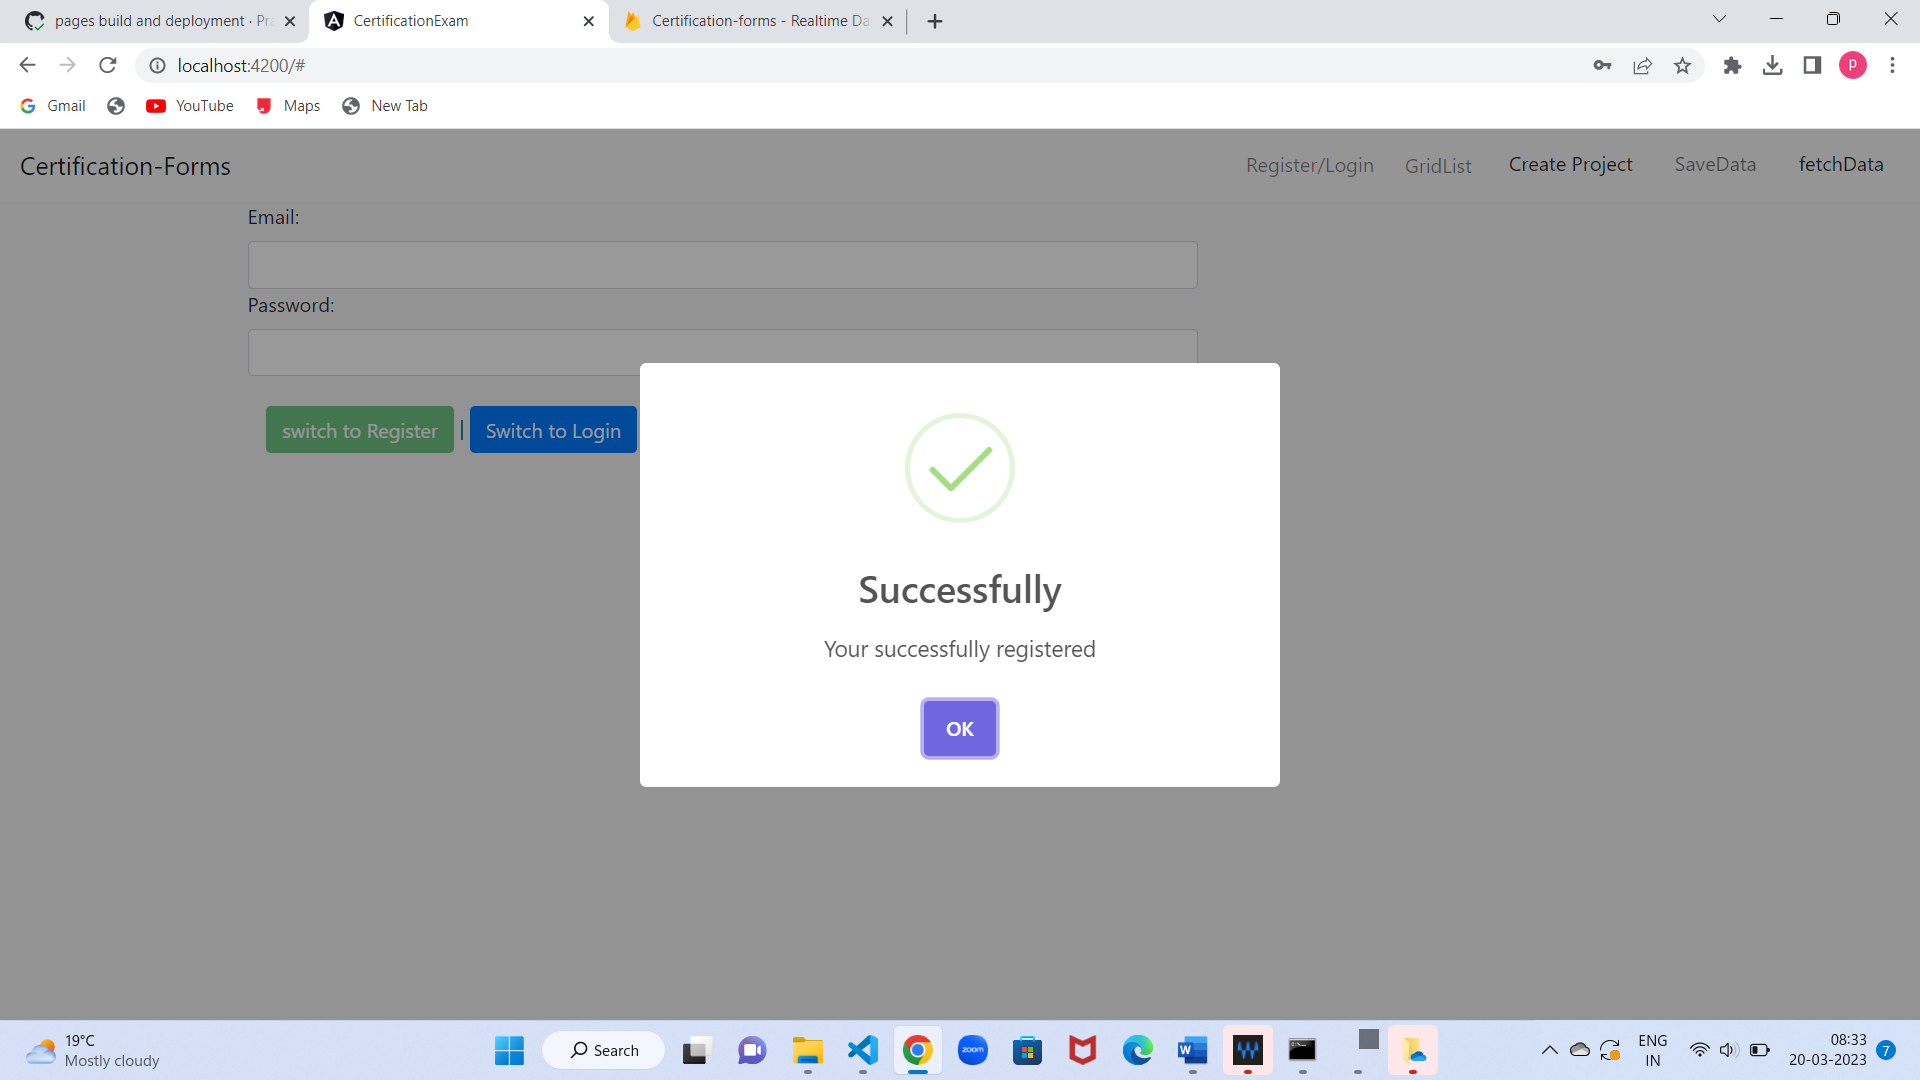 pages build and deployment · Pra
CertificationExam
Certification-forms - Realtime Da
localhost:4200/#
P
Gmail
YouTube
Maps
New Tab
Certification-Forms
Register/Login
GridList
Create Project
SaveData
fetchData
Email:
Password:
switch to Register
|
Switch to Login
Successfully
Your successfully registered
OK
19°C
Mostly cloudy
Search
zoom
ENG
IN
08:33
20-03-2023
7